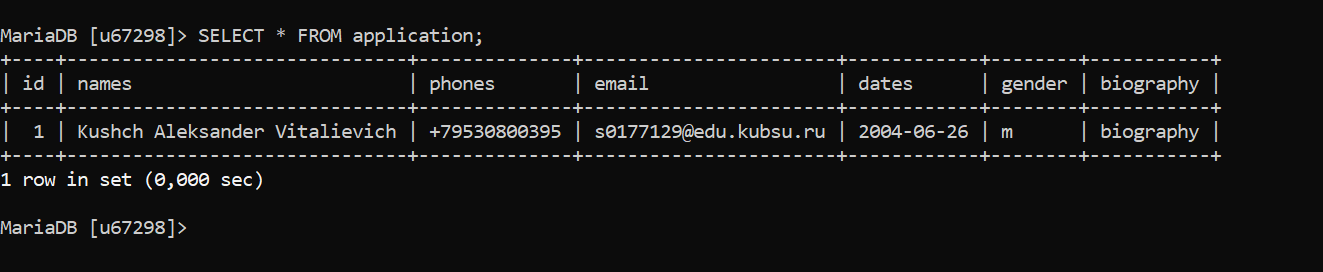 MariaDB [u67298]> SELECT * FROM application;
+----+-------------------------------+--------------+-----------------------+------------+--------+-----------+
| id | names                         | phones       | email                 | dates      | gender | biography |
+----+-------------------------------+--------------+-----------------------+------------+--------+-----------+
|  1 | Kushch Aleksander Vitalievich | +79530800395 | s0177129@edu.kubsu.ru | 2004-06-26 | m      | biography |
+----+-------------------------------+--------------+-----------------------+------------+--------+-----------+
1 row in set (0,000 sec)
MariaDB [u67298]>